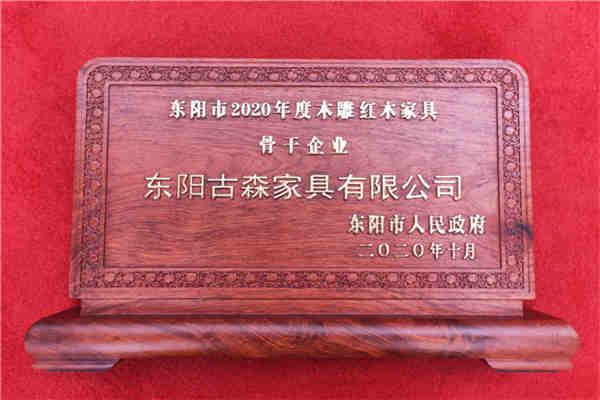 东阳市2020年度木雕红木家具
骨干企业
东阳古森家具有限公司
东阳市人民政府
二〇二〇年十月